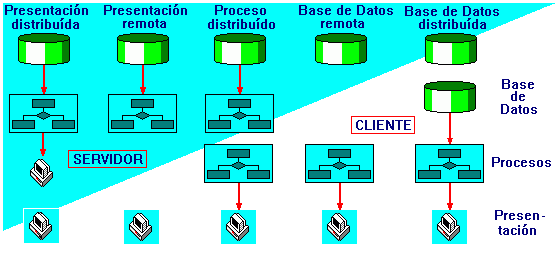 Presentación distribuída
Presentación remota
Proceso distribuído
Base de Datos remota
Base de Datos distribuída
Base de Datos
CLIENTE
SERVIDOR
Procesos
Presen-
tación